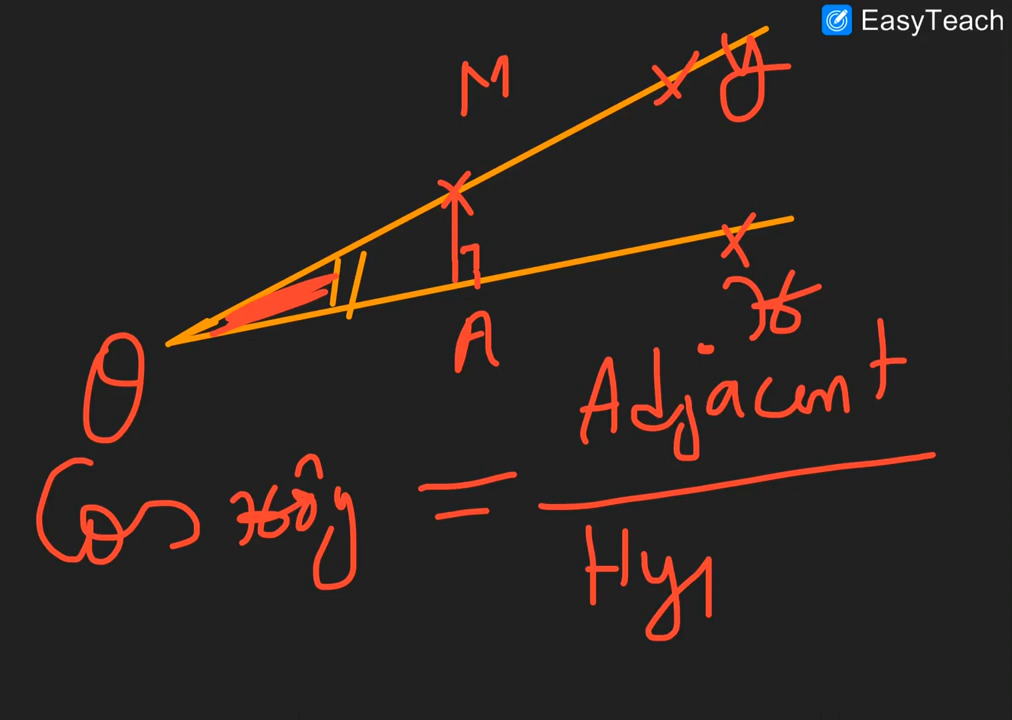 EasyTeach
M
y
x
A
O
Adjacent
Cos xÔy =
Hyp